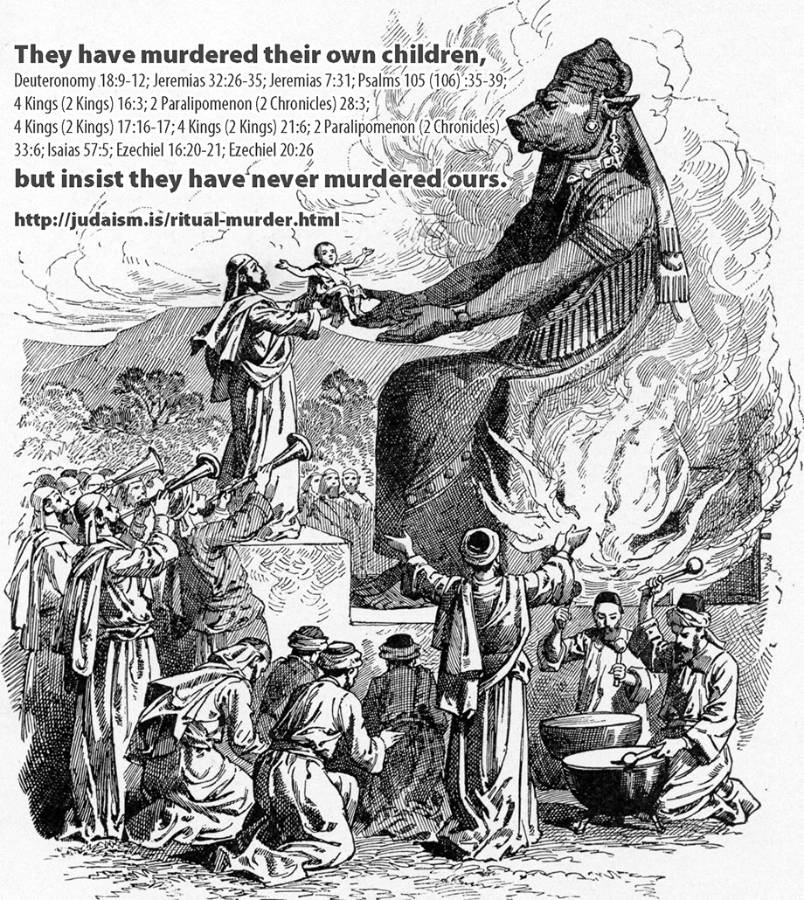 They have murdered their own children,
Deuteronomy 18:9-12; Jeremias 32:26-35; Jeremias 7:31; Psalms 105 (106) :35-39;
4 Kings (2 Kings) 16:3; 2 Paralipomenon (2 Chronicles) 28:3;
4 Kings (2 Kings) 17:16-17; 4 Kings (2 Kings) 21:6; 2 Paralipomenon (2 Chronicles)
33:6; Isaias 57:5; Ezechiel 16:20-21; Ezechiel 20:26
but insist they have never murdered ours.
http://judaism.is/ritual-murder.html